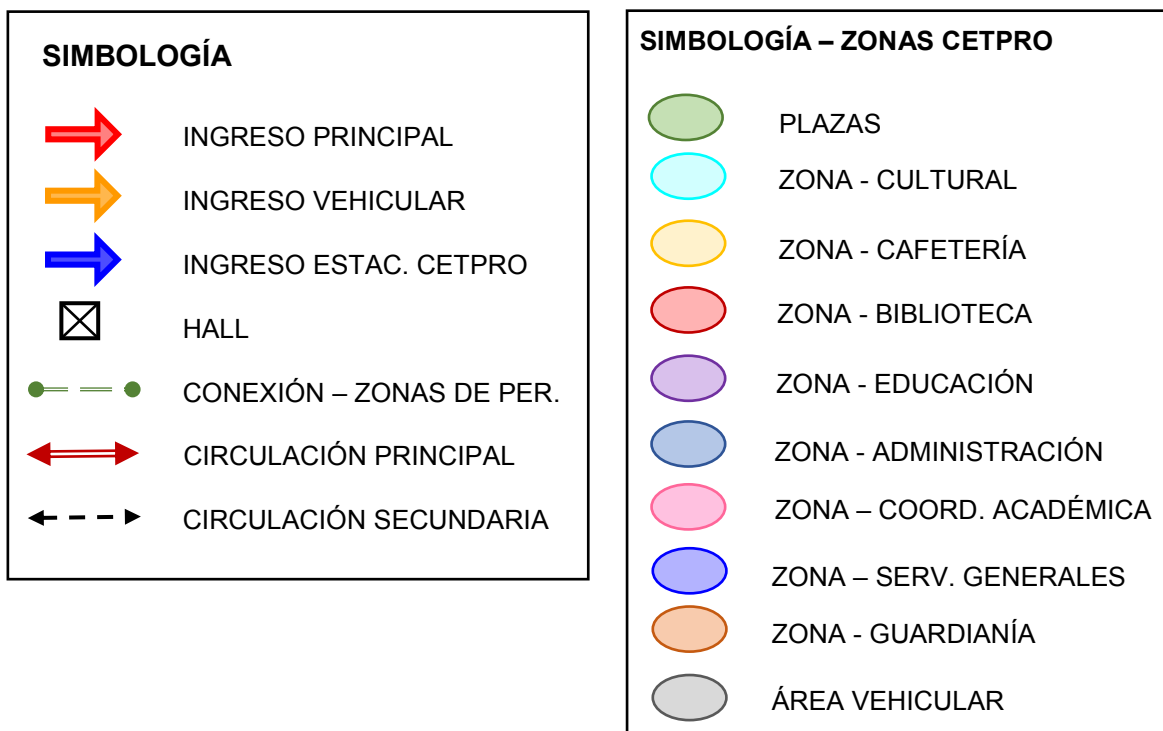 SIMBOLOGÍA
INGRESO PRINCIPAL
INGRESO VEHICULAR
INGRESO ESTAC. CETPRO
HALL
CONEXIÓN – ZONAS DE PER.
CIRCULACIÓN PRINCIPAL
CIRCULACIÓN SECUNDARIA
SIMBOLOGÍA – ZONAS CETPRO
PLAZAS
ZONA - CULTURAL
ZONA - CAFETERÍA
ZONA - BIBLIOTECA
ZONA - EDUCACIÓN
ZONA - ADMINISTRACIÓN
ZONA – COORD. ACADÉMICA
ZONA – SERV. GENERALES
ZONA - GUARDIANÍA
ÁREA VEHICULAR